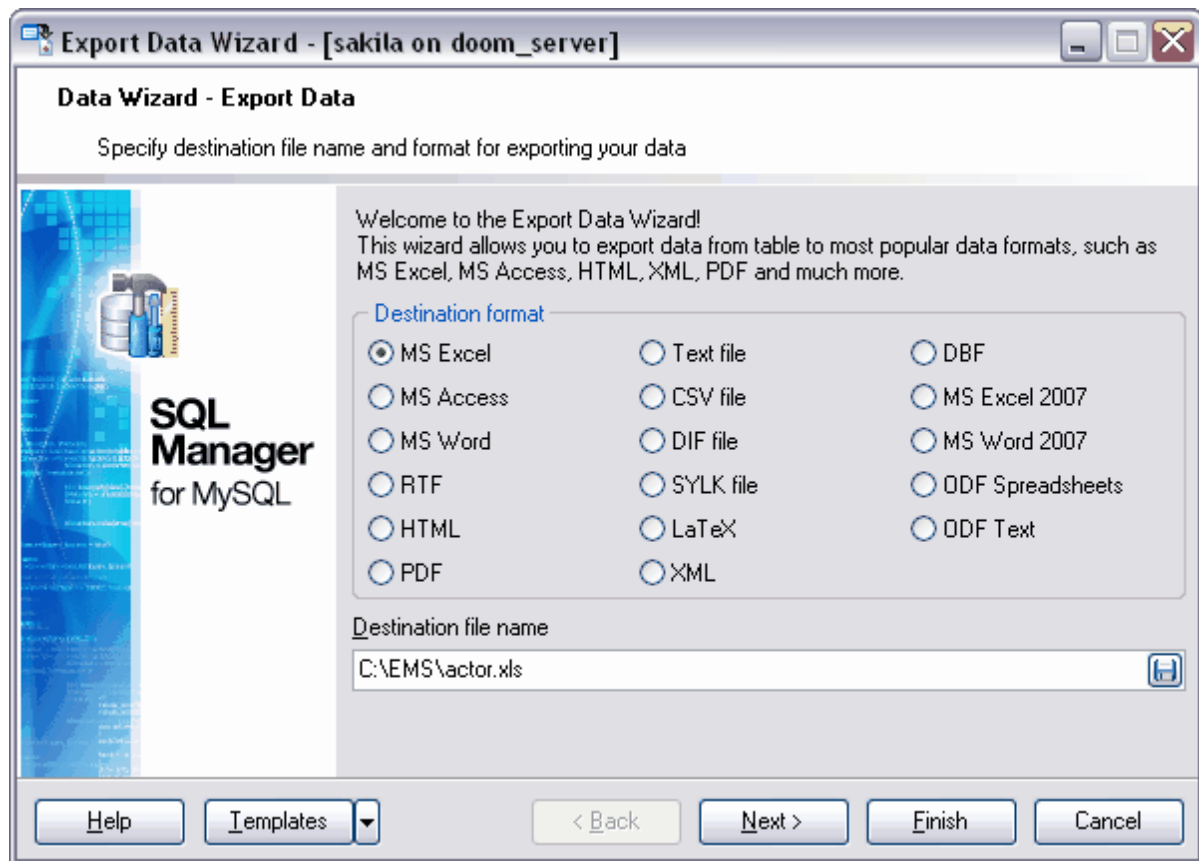 Export Data Wizard - [sakila on doom_server]
Data Wizard - Export Data
Specify destination file name and format for exporting your data
SQL
Manager
for MySQL
Welcome to the Export Data Wizard!
This wizard allows you to export data from table to most popular data formats, such as
MS Excel, MS Access, HTML, XML, PDF and much more.
Destination format
MS Excel
MS Access
MS Word
RTF
HTML
PDF
Text file
CSV file
DIF file
SYLK file
LaTeX
XML
DBF
MS Excel 2007
MS Word 2007
ODF Spreadsheets
ODF Text
Destination file name
C:\EMS\actor.xls
Help
Templates
< Back
Next >
Finish
Cancel